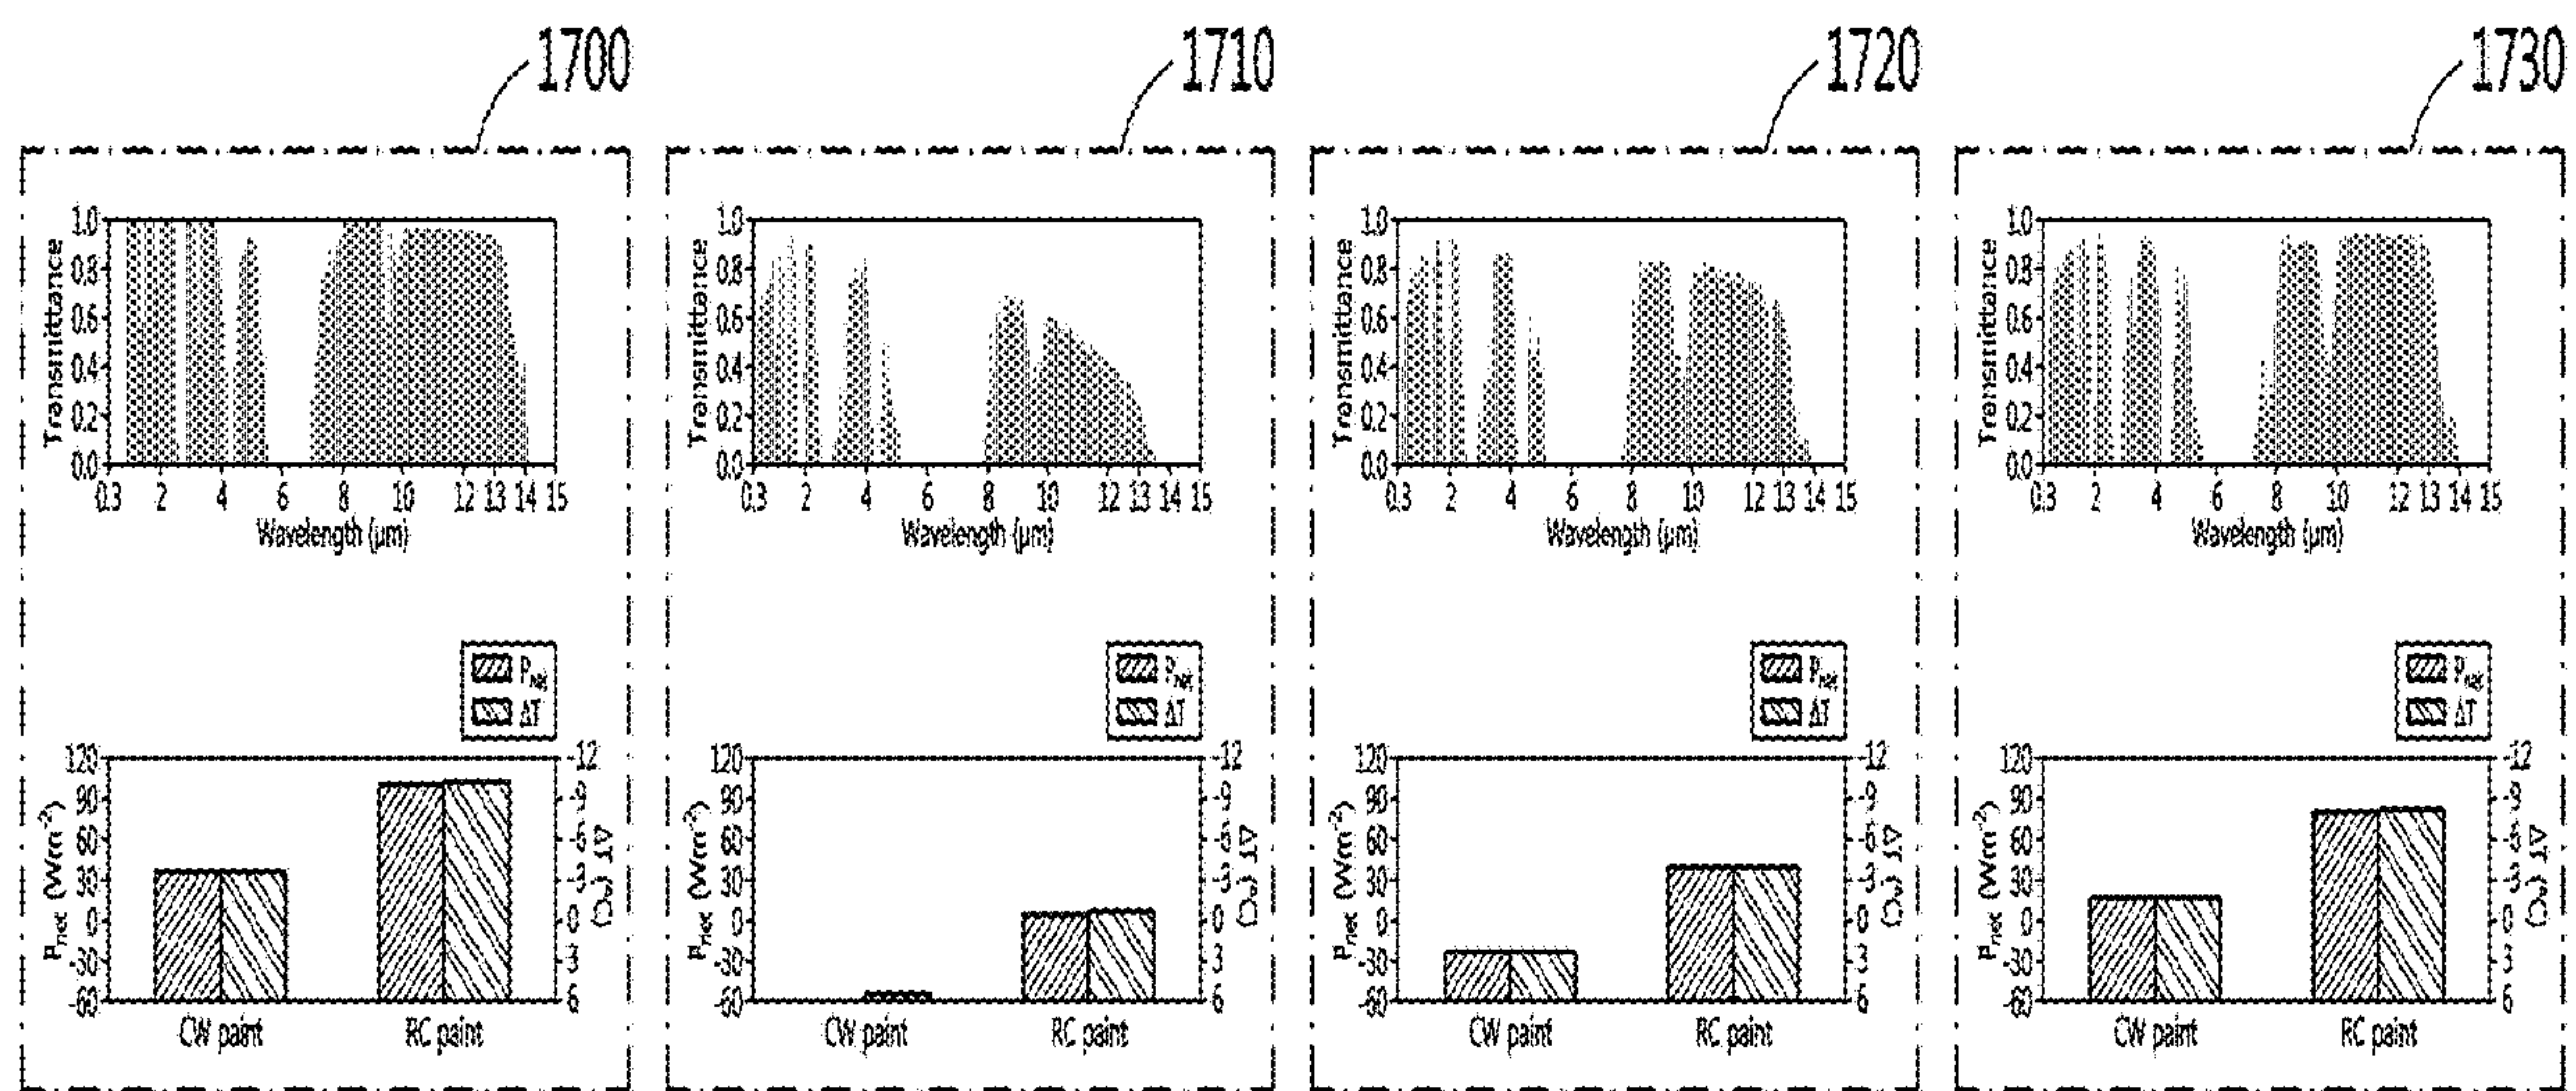 1700
1710
1720
1730
Transmittance
1.0
0.8
0.6
0.4
0.2
0.0
0.3 2 4 6 8 10 12 13 14 15
Wavelength (μm)
Transmittance
1.0
0.8
0.6
0.4
0.2
0.0
0.3 2 4 6 8 10 12 13 14 15
Wavelength (μm)
Transmittance
1.0
0.8
0.6
0.4
0.2
0.0
0.3 2 4 6 8 10 12 13 14 15
Wavelength (μm)
Transmittance
1.0
0.8
0.6
0.4
0.2
0.0
0.3 2 4 6 8 10 12 13 14 15
Wavelength (μm)
Pnet
ΔT
Pnet (Wm-2)
120
90
60
30
0
-30
-60
-12
-9
-6
-3
0
3
6
ΔT (°C)
CW paint RC paint
Pnet
ΔT
Pnet (Wm-2)
120
90
60
30
0
-30
-60
-12
-9
-6
-3
0
3
6
ΔT (°C)
CW paint RC paint
Pnet
ΔT
Pnet (Wm-2)
120
90
60
30
0
-30
-60
-12
-9
-6
-3
0
3
6
ΔT (°C)
CW paint RC paint
Pnet
ΔT
Pnet (Wm-2)
120
90
60
30
0
-30
-60
-12
-9
-6
-3
0
3
6
ΔT (°C)
CW paint RC paint